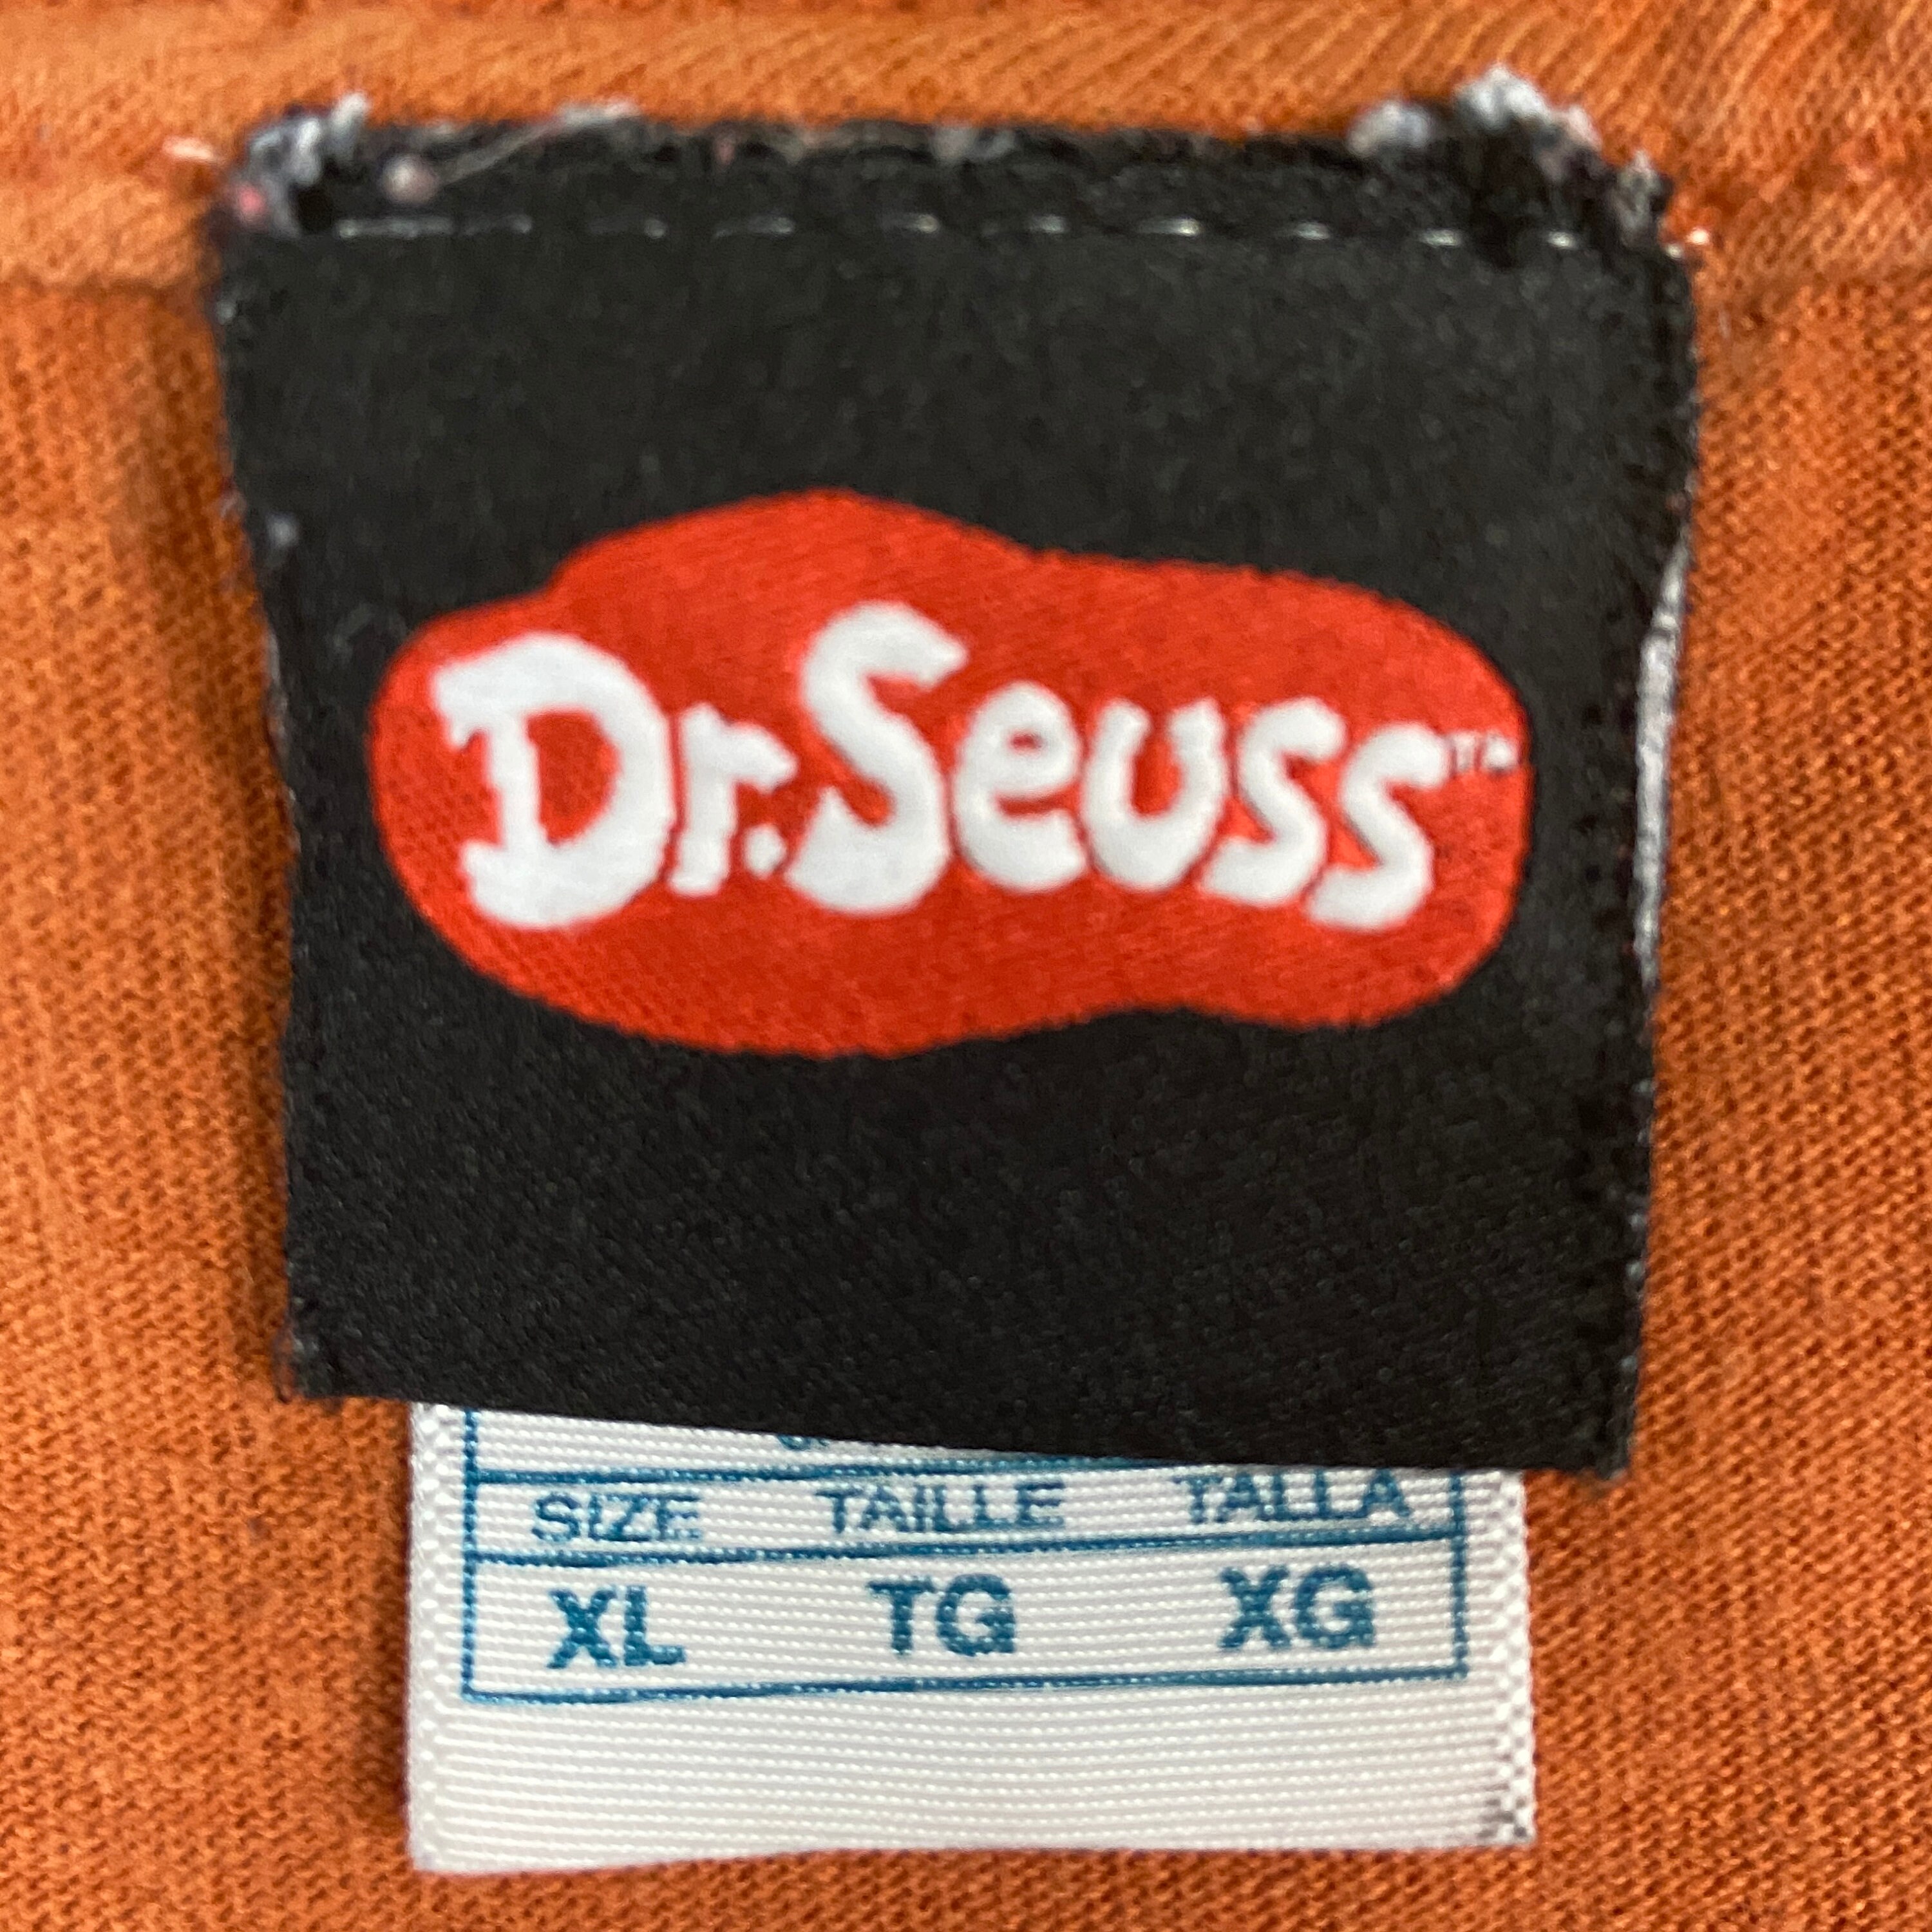 Dr. Seuss™
SIZE TAILLE TALLA
XL TG XG